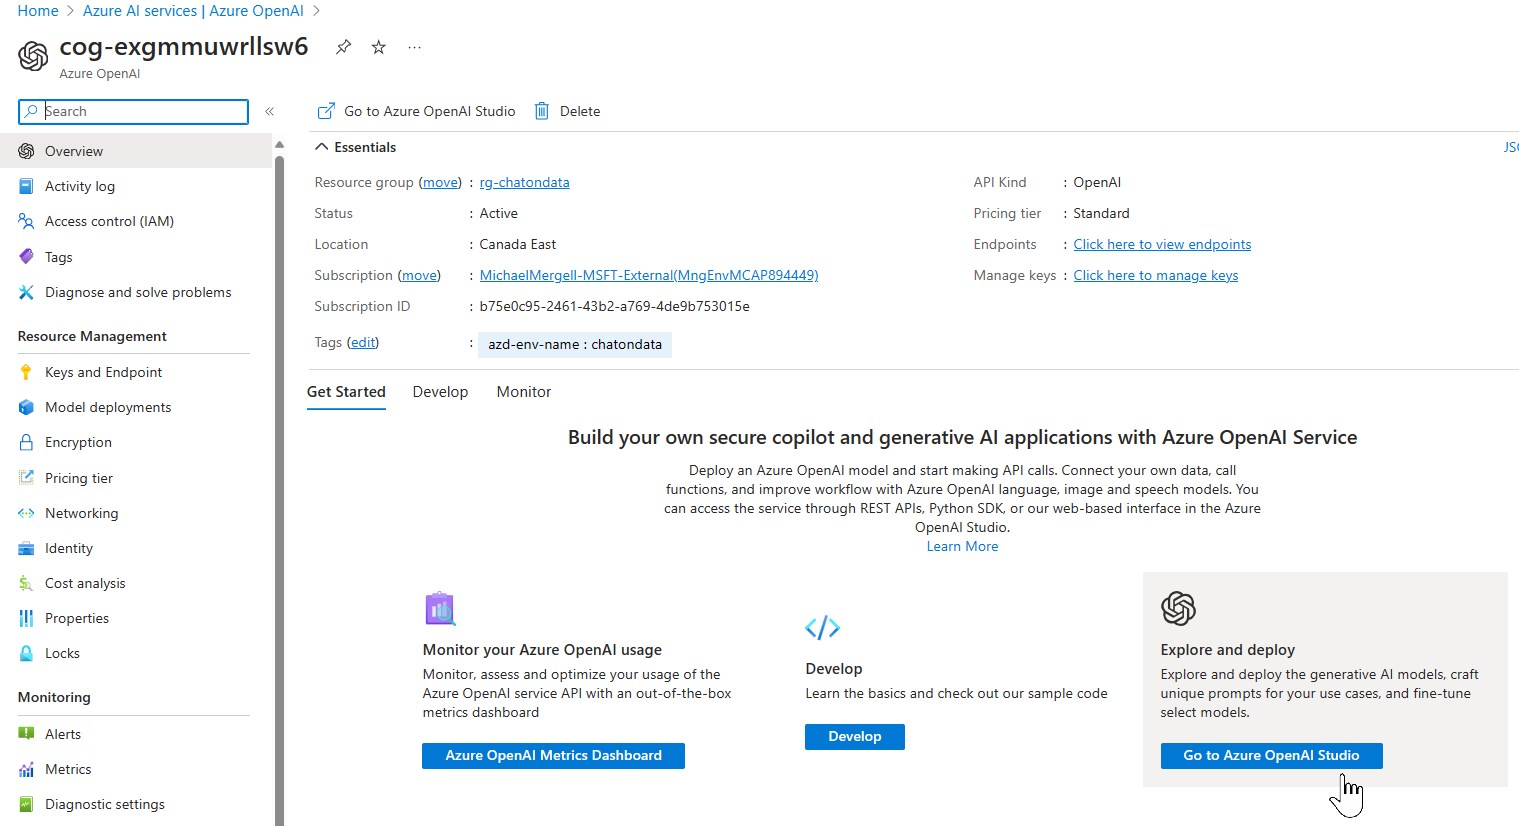 Home > Azure AI services | Azure OpenAI >
cog-exgmmuwrllsw6
Azure OpenAI
Search
Overview
Activity log
Access control (IAM)
Tags
Diagnose and solve problems
Resource Management
Keys and Endpoint
Model deployments
Encryption
Pricing tier
Networking
Identity
Cost analysis
Properties
Locks
Monitoring
Alerts
Metrics
Diagnostic settings
Go to Azure OpenAI Studio Delete
Essentials
JSO
Resource group (move) : rg-chatondata
Status : Active
Location : Canada East
Subscription (move) : MichaelMergell-MSFT-External(MngEnvMCAP894449)
Subscription ID : b75e0c95-2461-43b2-a769-4de9b753015e
Tags (edit) : azd-env-name : chatondata
API Kind : OpenAI
Pricing tier : Standard
Endpoints : Click here to view endpoints
Manage keys : Click here to manage keys
Get Started Develop Monitor
Build your own secure copilot and generative AI applications with Azure OpenAI Service
Deploy an Azure OpenAI model and start making API calls. Connect your own data, call
functions, and improve workflow with Azure OpenAI language, image and speech models. You
can access the service through REST APIs, Python SDK, or our web-based interface in the Azure
OpenAI Studio.
Learn More
Monitor your Azure OpenAI usage
Monitor, assess and optimize your usage of the
Azure OpenAI service API with an out-of-the-box
metrics dashboard
Azure OpenAI Metrics Dashboard
Develop
Learn the basics and check out our sample code
Develop
Explore and deploy
Explore and deploy the generative AI models, craft
unique prompts for your use cases, and fine-tune
select models.
Go to Azure OpenAI Studio